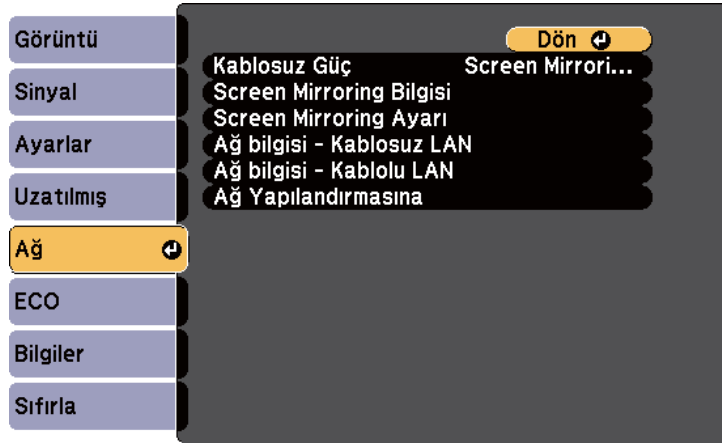 Görüntü
Sinyal
Ayarlar
Uzatılmış
Ağ
ECO
Bilgiler
Sıfırla
Dön
Kablosuz Güç Screen Mirrori...
Screen Mirroring Bilgisi
Screen Mirroring Ayarı
Ağ bilgisi - Kablosuz LAN
Ağ bilgisi - Kablolu LAN
Ağ Yapılandırmasına